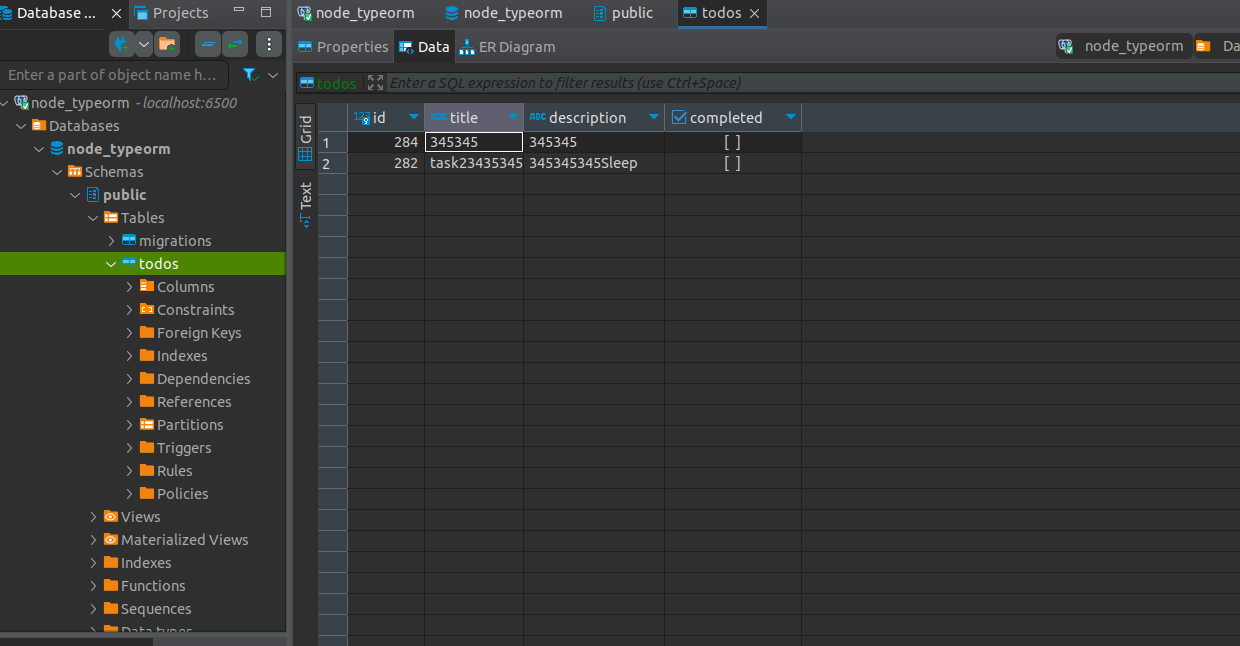 Database ... Projects
node_typeorm node_typeorm public todos
Properties Data ER Diagram node_typeorm Da
Enter a part of object name h...
todos Enter a SQL expression to filter results (use Ctrl+Space)
node_typeorm - localhost:6500
Databases
node_typeorm
Schemas
public
Tables
migrations
todos
Columns
Constraints
Foreign Keys
Indexes
Dependencies
References
Partitions
Triggers
Rules
Policies
Views
Materialized Views
Indexes
Functions
Sequences
Data types
Grid
Text
123 id ABC title ABC description completed
1 284 345345 345345 [ ]
2 282 task23435345 345345345Sleep [ ]